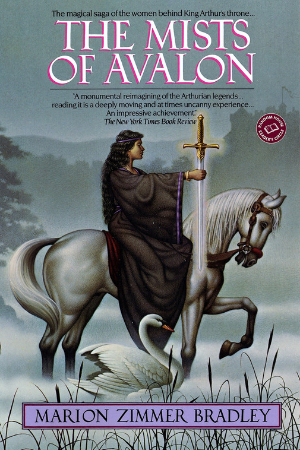 The magical saga of the women behind King Arthur's throne...
THE MISTS
OF AVALON
"A monumental reimagining of the Arthurian legends...
reading it is a deeply moving and at times uncanny experience...
An impressive achievement."
The New York Times Book Review
MARION ZIMMER BRADLEY